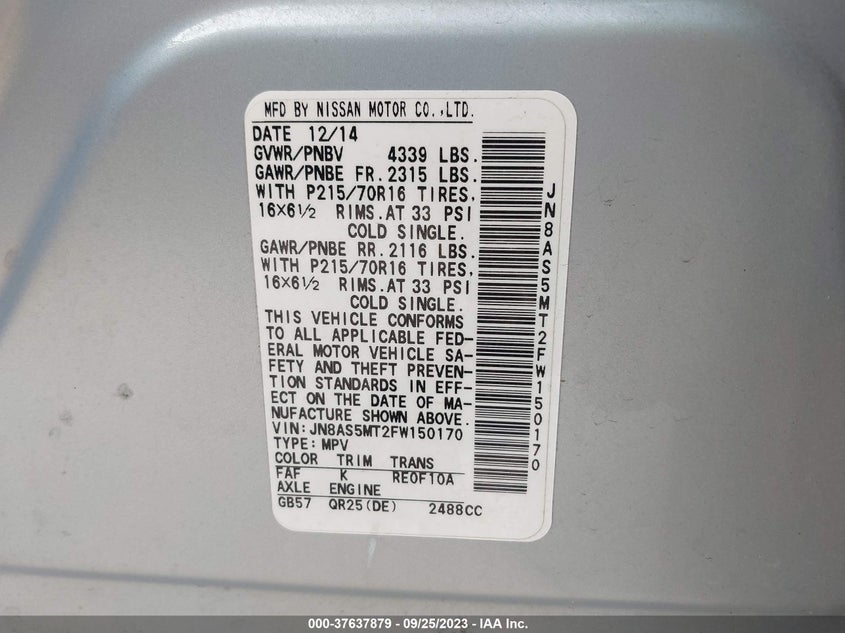 MFD BY NISSAN MOTOR CO.,LTD.
DATE 12/14
GVWR/PNBV 4339 LBS.
GAWR/PNBE FR. 2315 LBS.
WITH P215/70R16 TIRES,
16×6½ RIMS.AT 33 PSI
COLD SINGLE.
GAWR/PNBE RR. 2116 LBS.
WITH P215/70R16 TIRES,
16×6½ RIMS.AT 33 PSI
COLD SINGLE.
THIS VEHICLE CONFORMS
TO ALL APPLICABLE FED-
ERAL MOTOR VEHICLE SA-
FETY AND THEFT PREVEN-
TION STANDARDS IN EFF-
ECT ON THE DATE OF MA-
NUFACTURE SHOWN ABOVE.
VIN: JN8AS5MT2FW150170
TYPE: MPV
COLOR TRIM TRANS
FAF K RE0F10A
AXLE ENGINE
GB57 QR25(DE) 2488CC
JN8AS5MT2FW150170
000-37637879 - 09/25/2023 - IAA Inc.